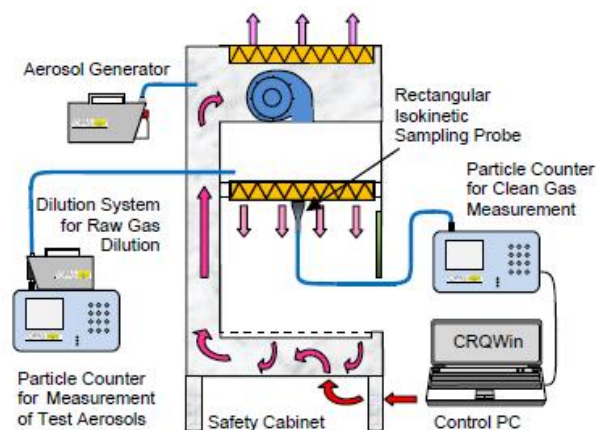 Aerosol Generator
Rectangular
Isokinetic
Sampling Probe
Particle Counter
for Clean Gas
Measurement
Dilution System
for Raw Gas
Dilution
CRQWin
Particle Counter
for Measurement
of Test Aerosols
Safety Cabinet
Control PC